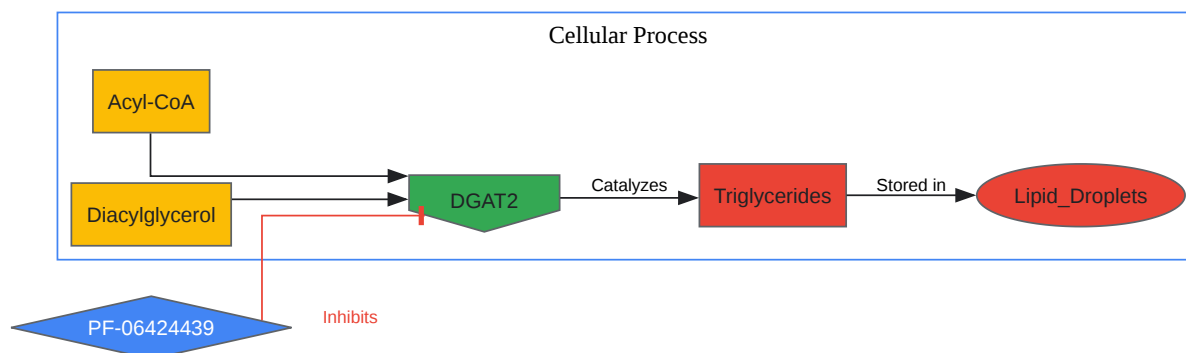 Cellular Process
Acyl-CoA
Diacylglycerol
DGAT2
Catalyzes
Triglycerides
Stored in
Lipid_Droplets
PF-06424439
Inhibits